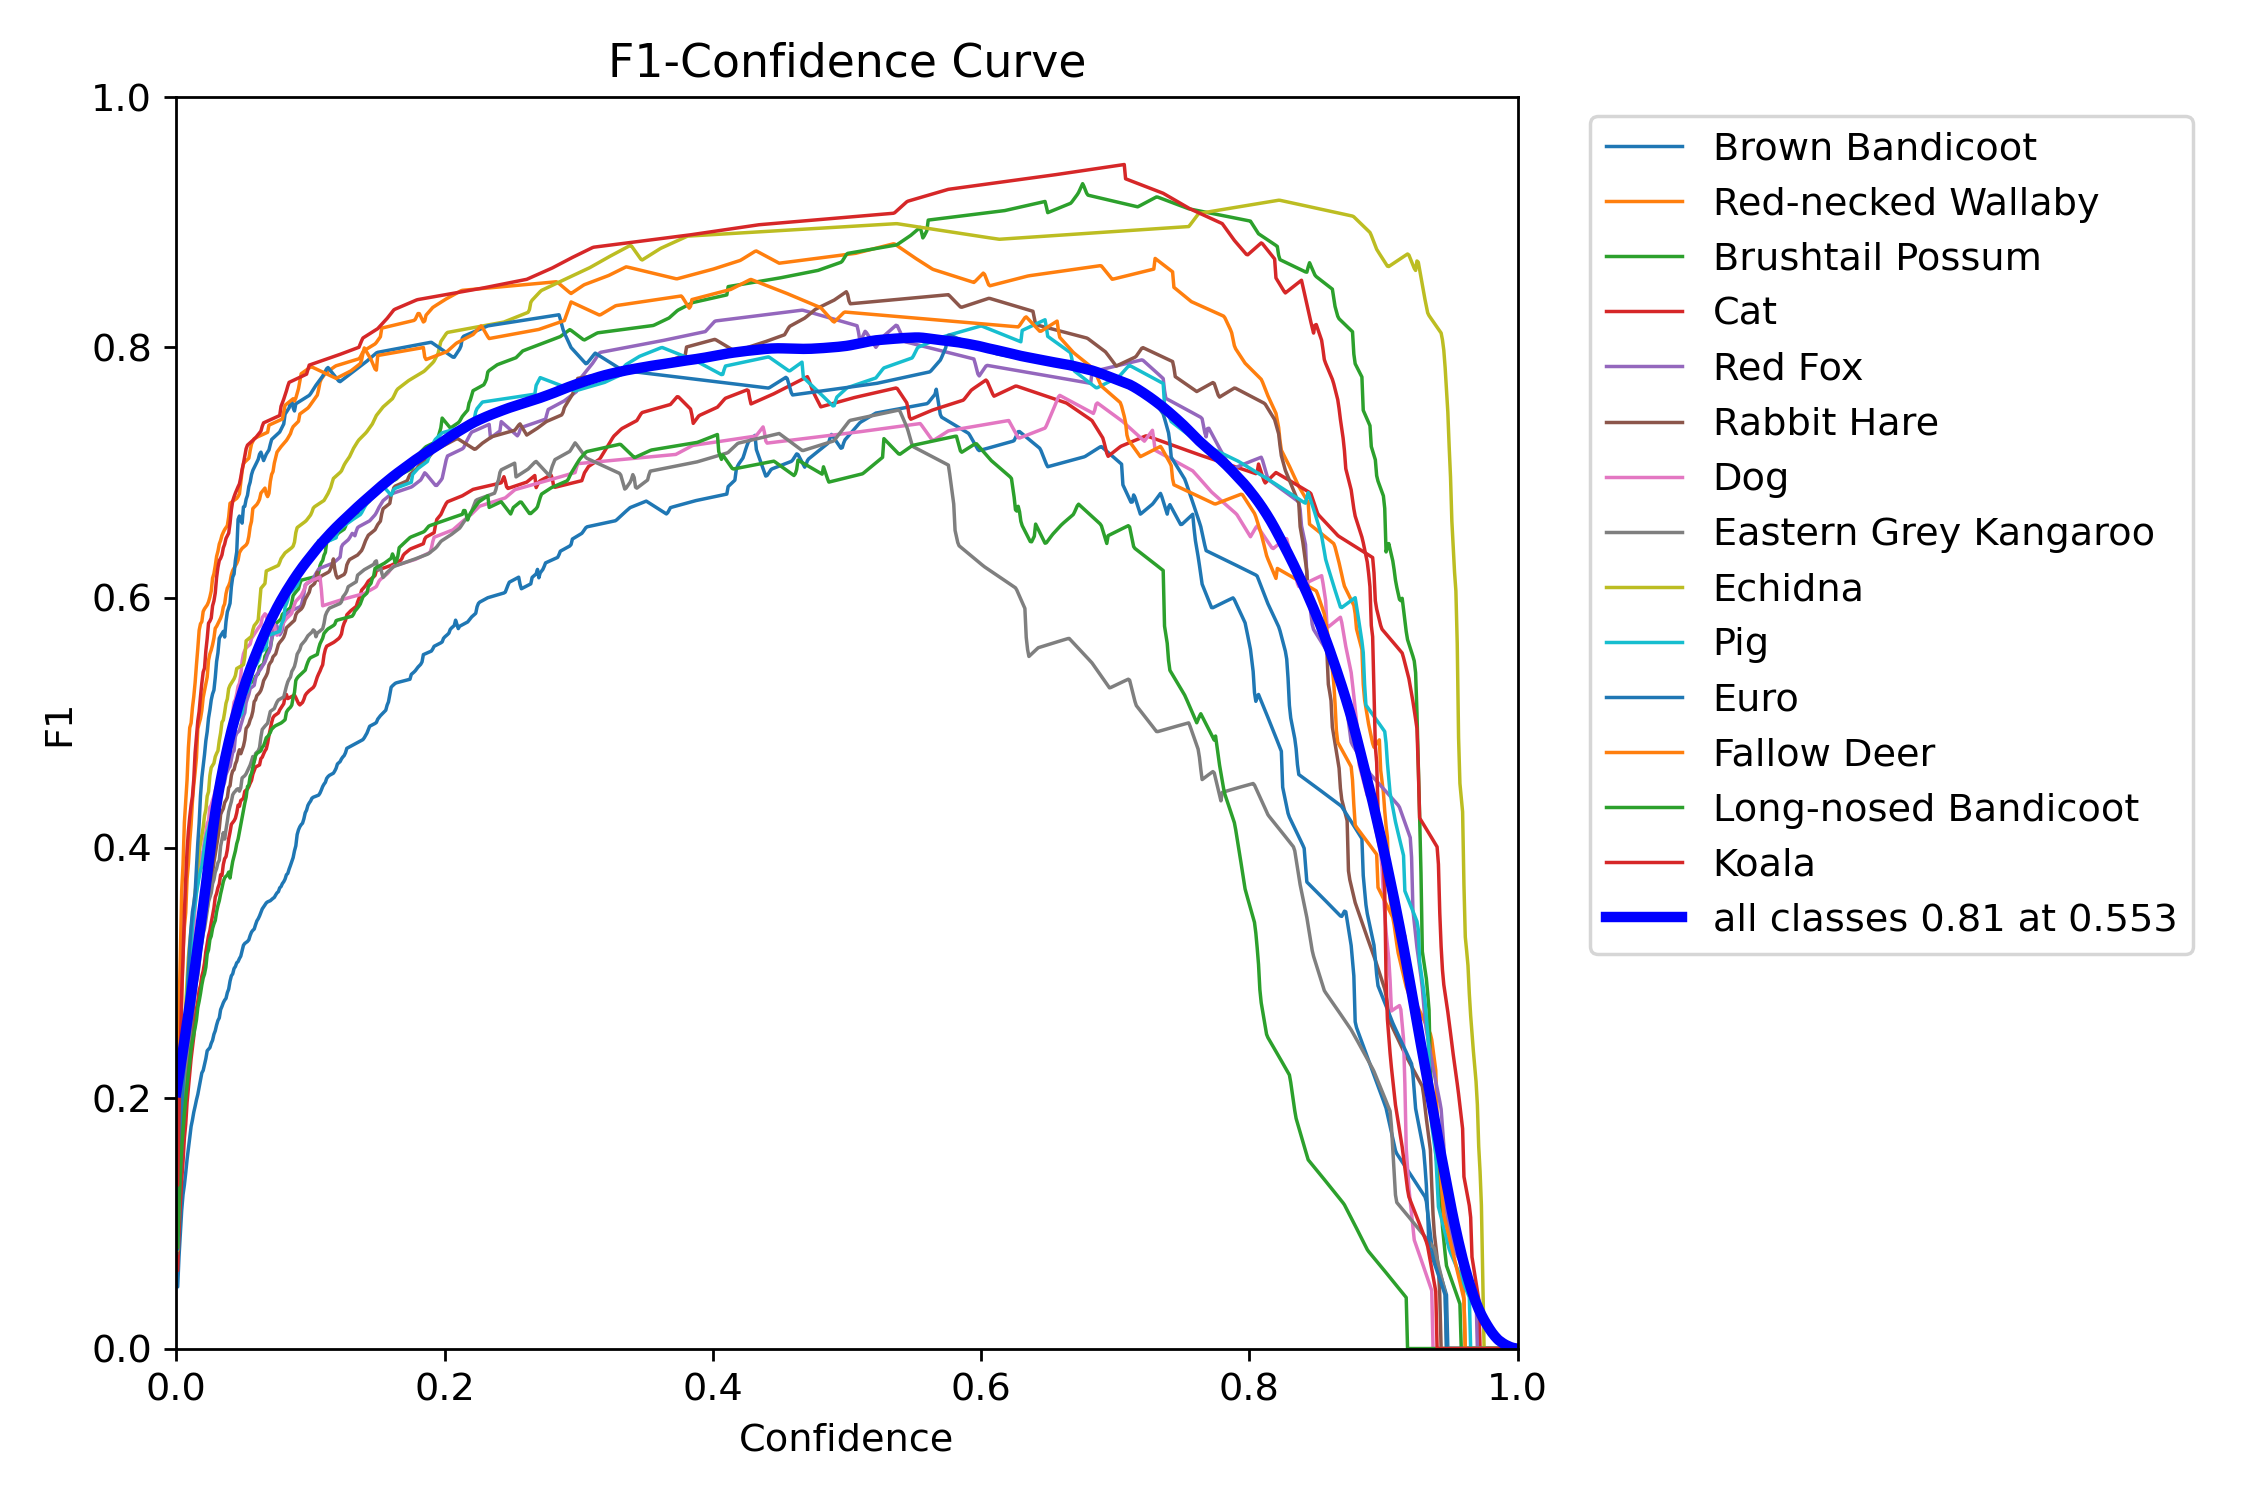 F1-Confidence Curve
1.0
0.8
0.6
0.4
0.2
0.0
F1
0.0 0.2 0.4 0.6 0.8 1.0
Confidence
Brown Bandicoot
Red-necked Wallaby
Brushtail Possum
Cat
Red Fox
Rabbit Hare
Dog
Eastern Grey Kangaroo
Echidna
Pig
Euro
Fallow Deer
Long-nosed Bandicoot
Koala
all classes 0.81 at 0.553